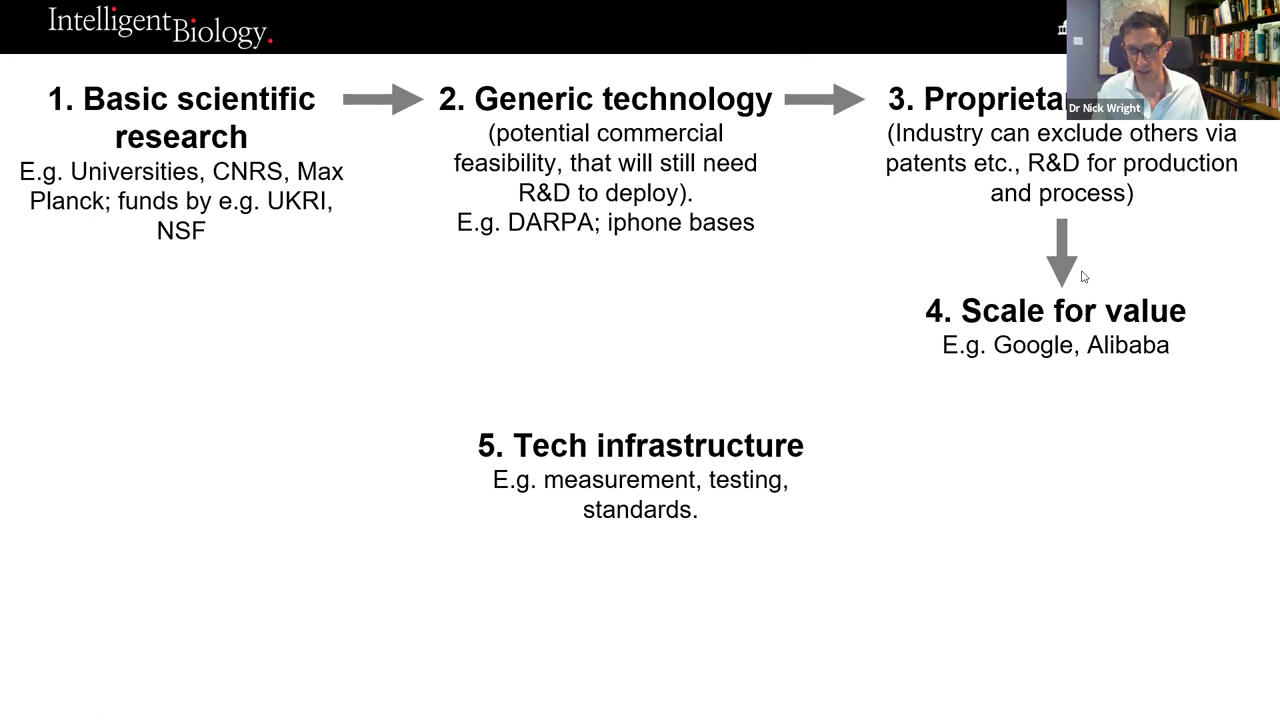 Intelligent Biology.
Dr Nick Wright
1. Basic scientific
research
E.g. Universities, CNRS, Max
Planck; funds by e.g. UKRI,
NSF
2. Generic technology
(potential commercial
feasibility, that will still need
R&D to deploy).
E.g. DARPA; iphone bases
3.
(Industry can exclude others via
patents etc., R&D for production
and process)
4. Scale for value
E.g. Google, Alibaba
5. Tech infrastructure
E.g. measurement, testing,
standards.